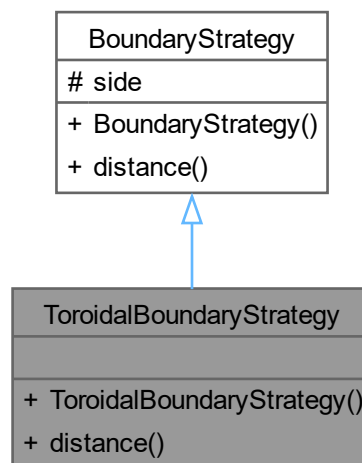 BoundaryStrategy
# side
+ BoundaryStrategy()
+ distance()
ToroidalBoundaryStrategy
+ ToroidalBoundaryStrategy()
+ distance()